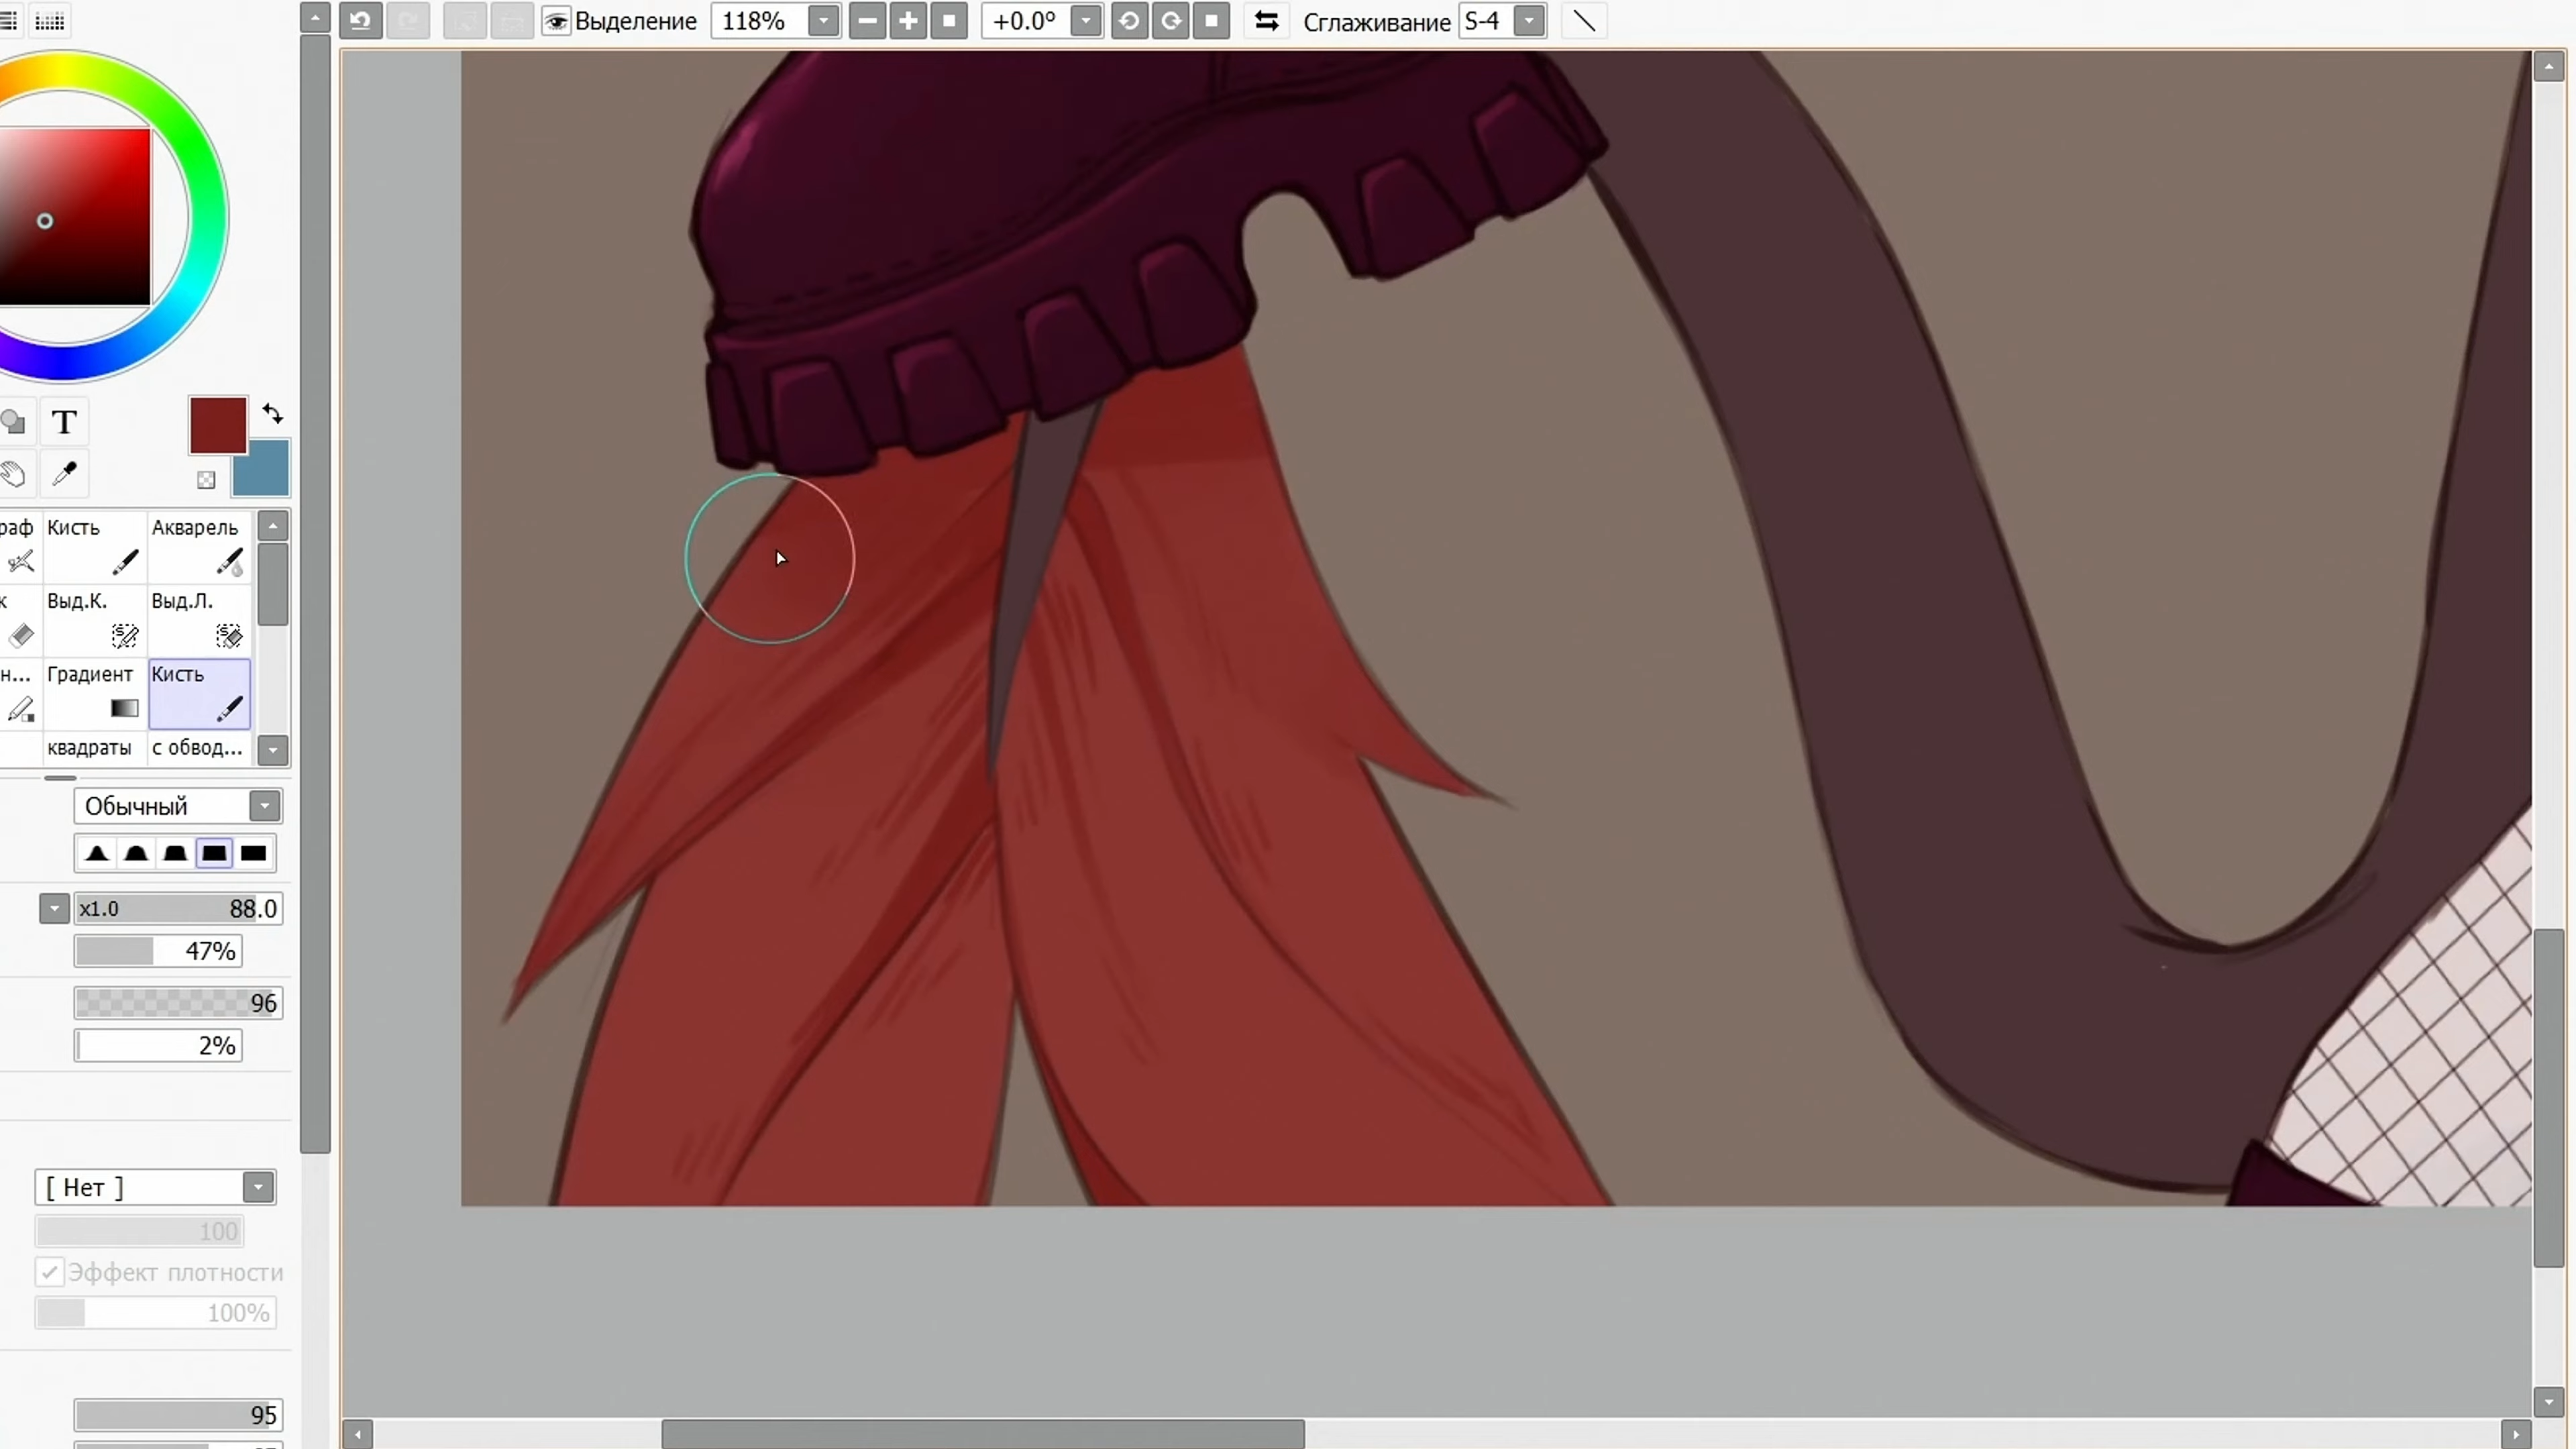 Выделение 118% +0.0º Сглаживание S-4
T
раф Кисть Акварель
к Выд.К. Выд.Л.
н... Градиент Кисть
квадраты с обвод...
Обычный
x1.0 88.0
47%
96
2%
[ Нет ]
100
Эффект плотности
100%
95